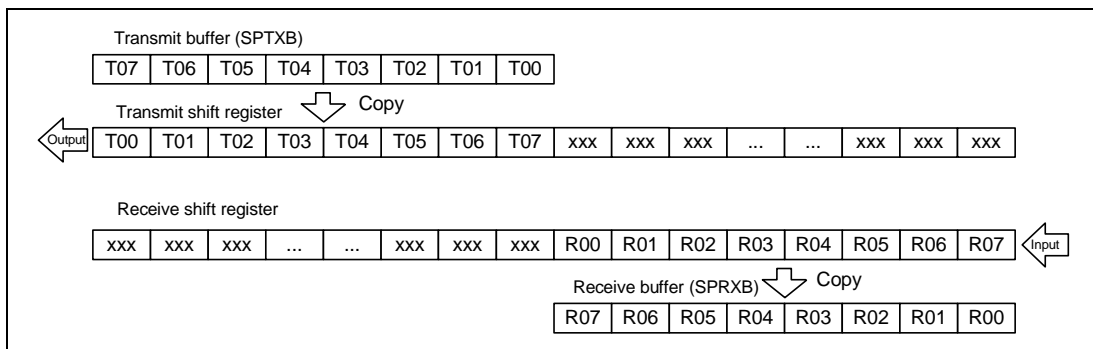 Transmit buffer (SPTXB)
T07 T06 T05 T04 T03 T02 T01 T00
Copy
Transmit shift register
Output T00 T01 T02 T03 T04 T05 T06 T07 xxx xxx xxx ... ... xxx xxx xxx
Receive shift register
xxx xxx xxx ... ... xxx xxx xxx R00 R01 R02 R03 R04 R05 R06 R07 Input
Copy
Receive buffer (SPRXB)
R07 R06 R05 R04 R03 R02 R01 R00